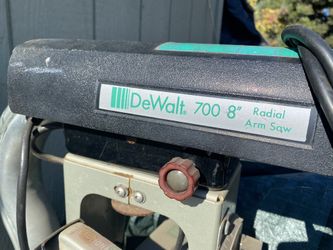 DeWalt® 700 8" Radial
Arm Saw